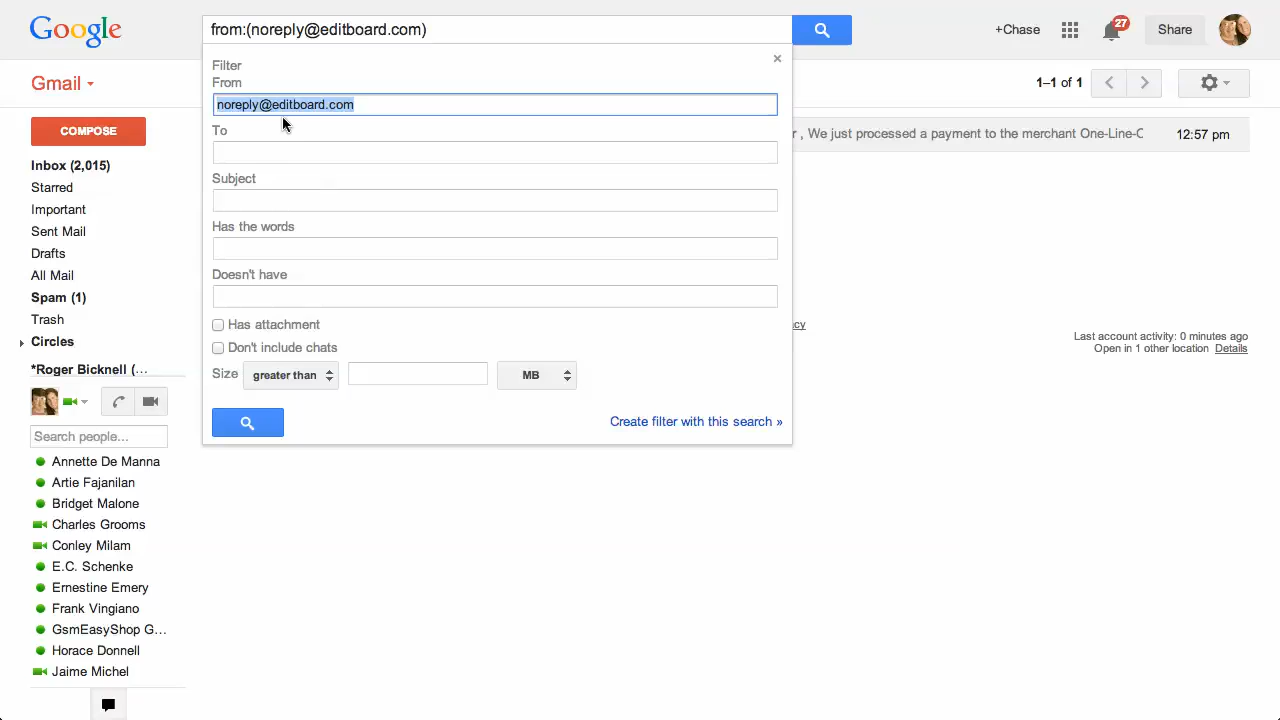 Google
from:(noreply@editboard.com)
+Chase
27
Share
Gmail
1–1 of 1
COMPOSE
Inbox (2,015)
Starred
Important
Sent Mail
Drafts
All Mail
Spam (1)
Trash
Circles
*Roger Bicknell (…
Search people...
Annette De Manna
Artie Fajanilan
Bridget Malone
Charles Grooms
Conley Milam
E.C. Schenke
Ernestine Emery
Frank Vingiano
GsmEasyShop G…
Horace Donnell
Jaime Michel
Filter
From
noreply@editboard.com
To
Subject
Has the words
Doesn't have
Has attachment
Don't include chats
Size greater than MB
Create filter with this search »
, We just processed a payment to the merchant One-Line-C 12:57 pm
Last account activity: 0 minutes ago
Open in 1 other location Details